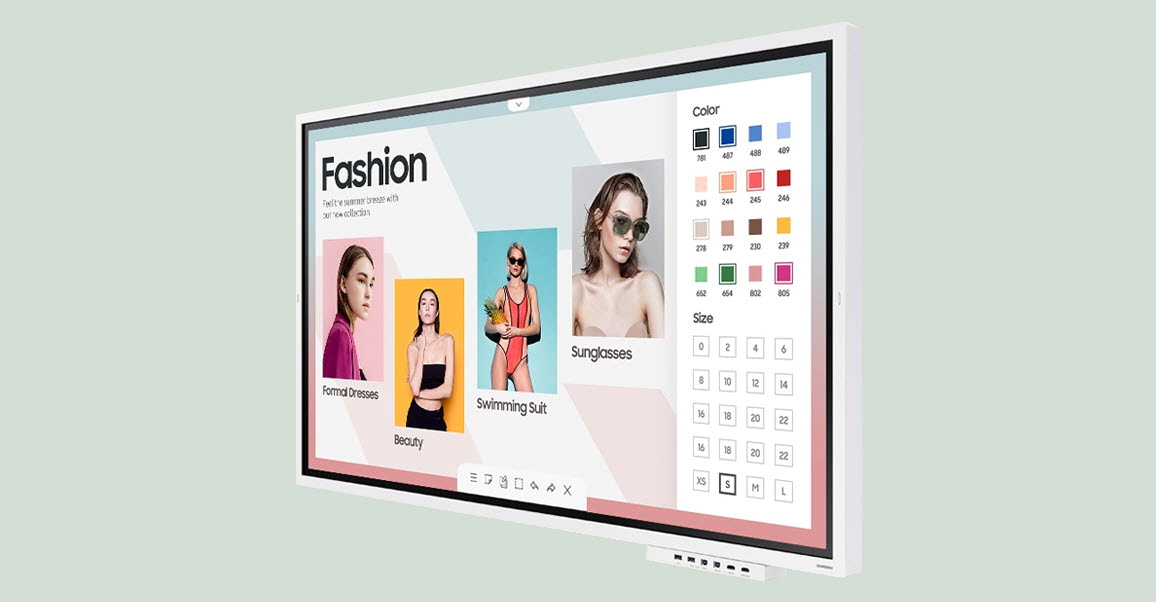 Fashion
Feel the summer breeze with
our new collection
Formal Dresses
Beauty
Swimming Suit
Sunglasses
Color
781 487 488 489
243 244 245 246
278 279 230 239
652 654 802 805
Size
0 2 4 6
8 10 12 14
16 18 20 22
16 18 20 22
XS S M L
SAMSUNG